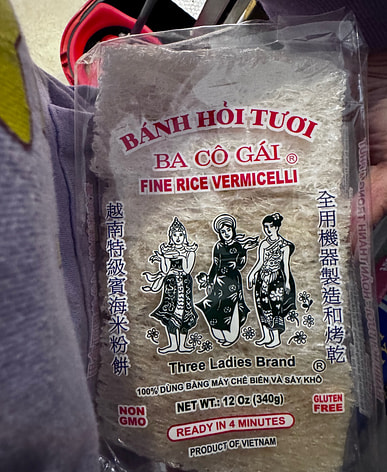 BÁNH HỎI TƯƠI
BA CÔ GÁI ®
FINE RICE VERMICELLI
越南特級賓海米粉餅
全用機器製造和烤乾
Three Ladies Brand ®
100% DÙNG BẰNG MÁY CHẾ BIẾN VÀ SẤY KHÔ
NET WT.: 12 Oz (340g)
NON
GMO
GLUTEN
FREE
READY IN 4 MINUTES
PRODUCT OF VIETNAM